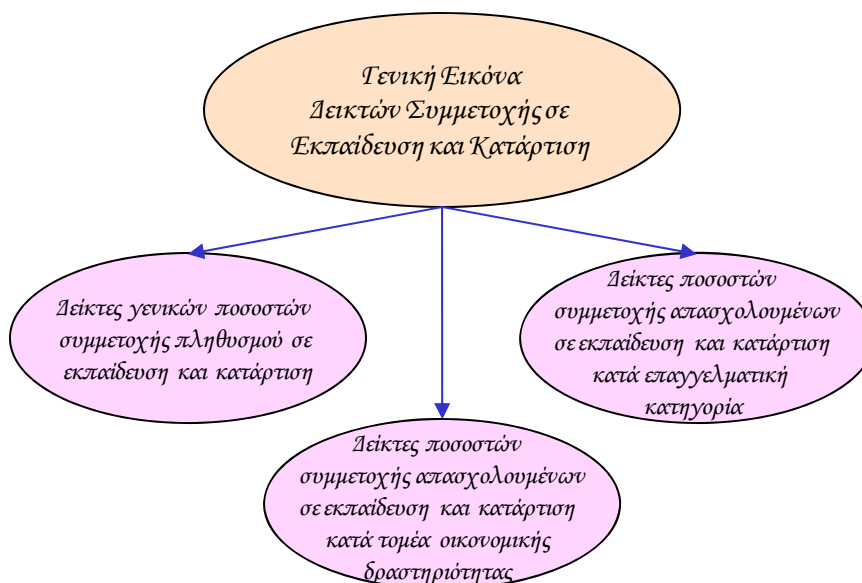 Γενική Εικόνα
Δεικτών Συμμετοχής σε
Εκπαίδευση και Κατάρτιση
Δείκτες γενικών ποσοστών
συμμετοχής πληθυσμού σε
εκπαίδευση και κατάρτιση
Δείκτες ποσοστών
συμμετοχής απασχολουμένων
σε εκπαίδευση και κατάρτιση
κατά επαγγελματική
κατηγορία
Δείκτες ποσοστών
συμμετοχής απασχολουμένων
σε εκπαίδευση και κατάρτιση
κατά τομέα οικονομικής
δραστηριότητας